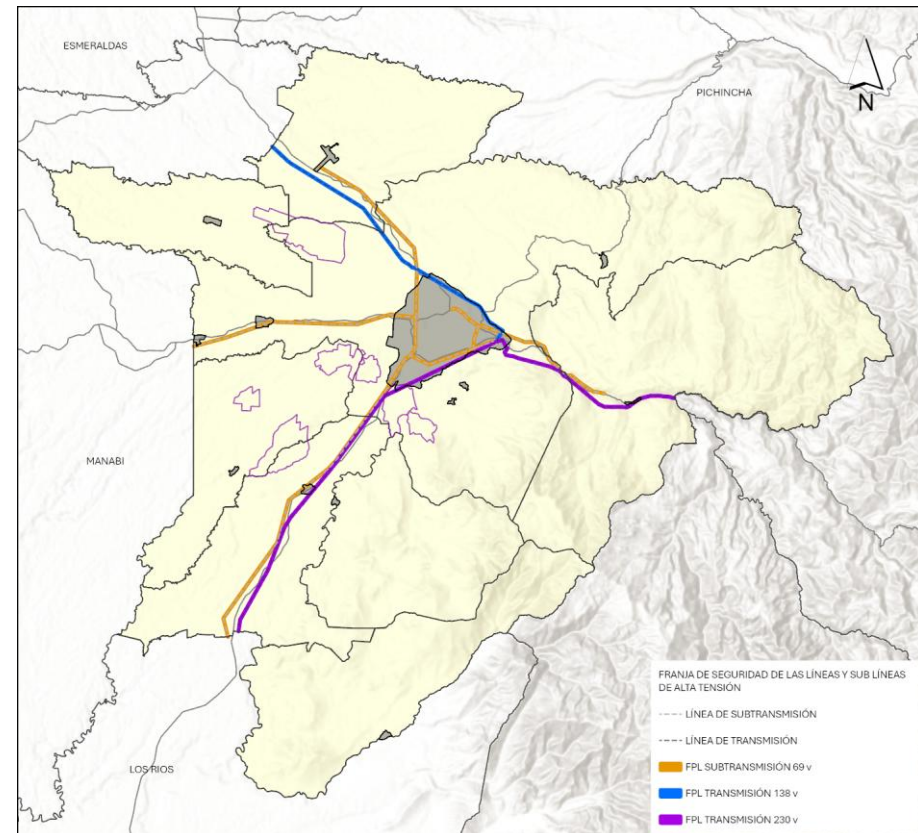 ESMERALDAS
PICHINCHA
N
MANABI
LOS RIOS
FRANJA DE SEGURIDAD DE LAS LÍNEAS Y SUB LÍNEAS
DE ALTA TENSIÓN
LÍNEA DE SUBTRANSMISIÓN
LÍNEA DE TRANSMISIÓN
FPL SUBTRANSMISIÓN 69 v
FPL TRANSMISIÓN 138 v
FPL TRANSMISIÓN 230 v